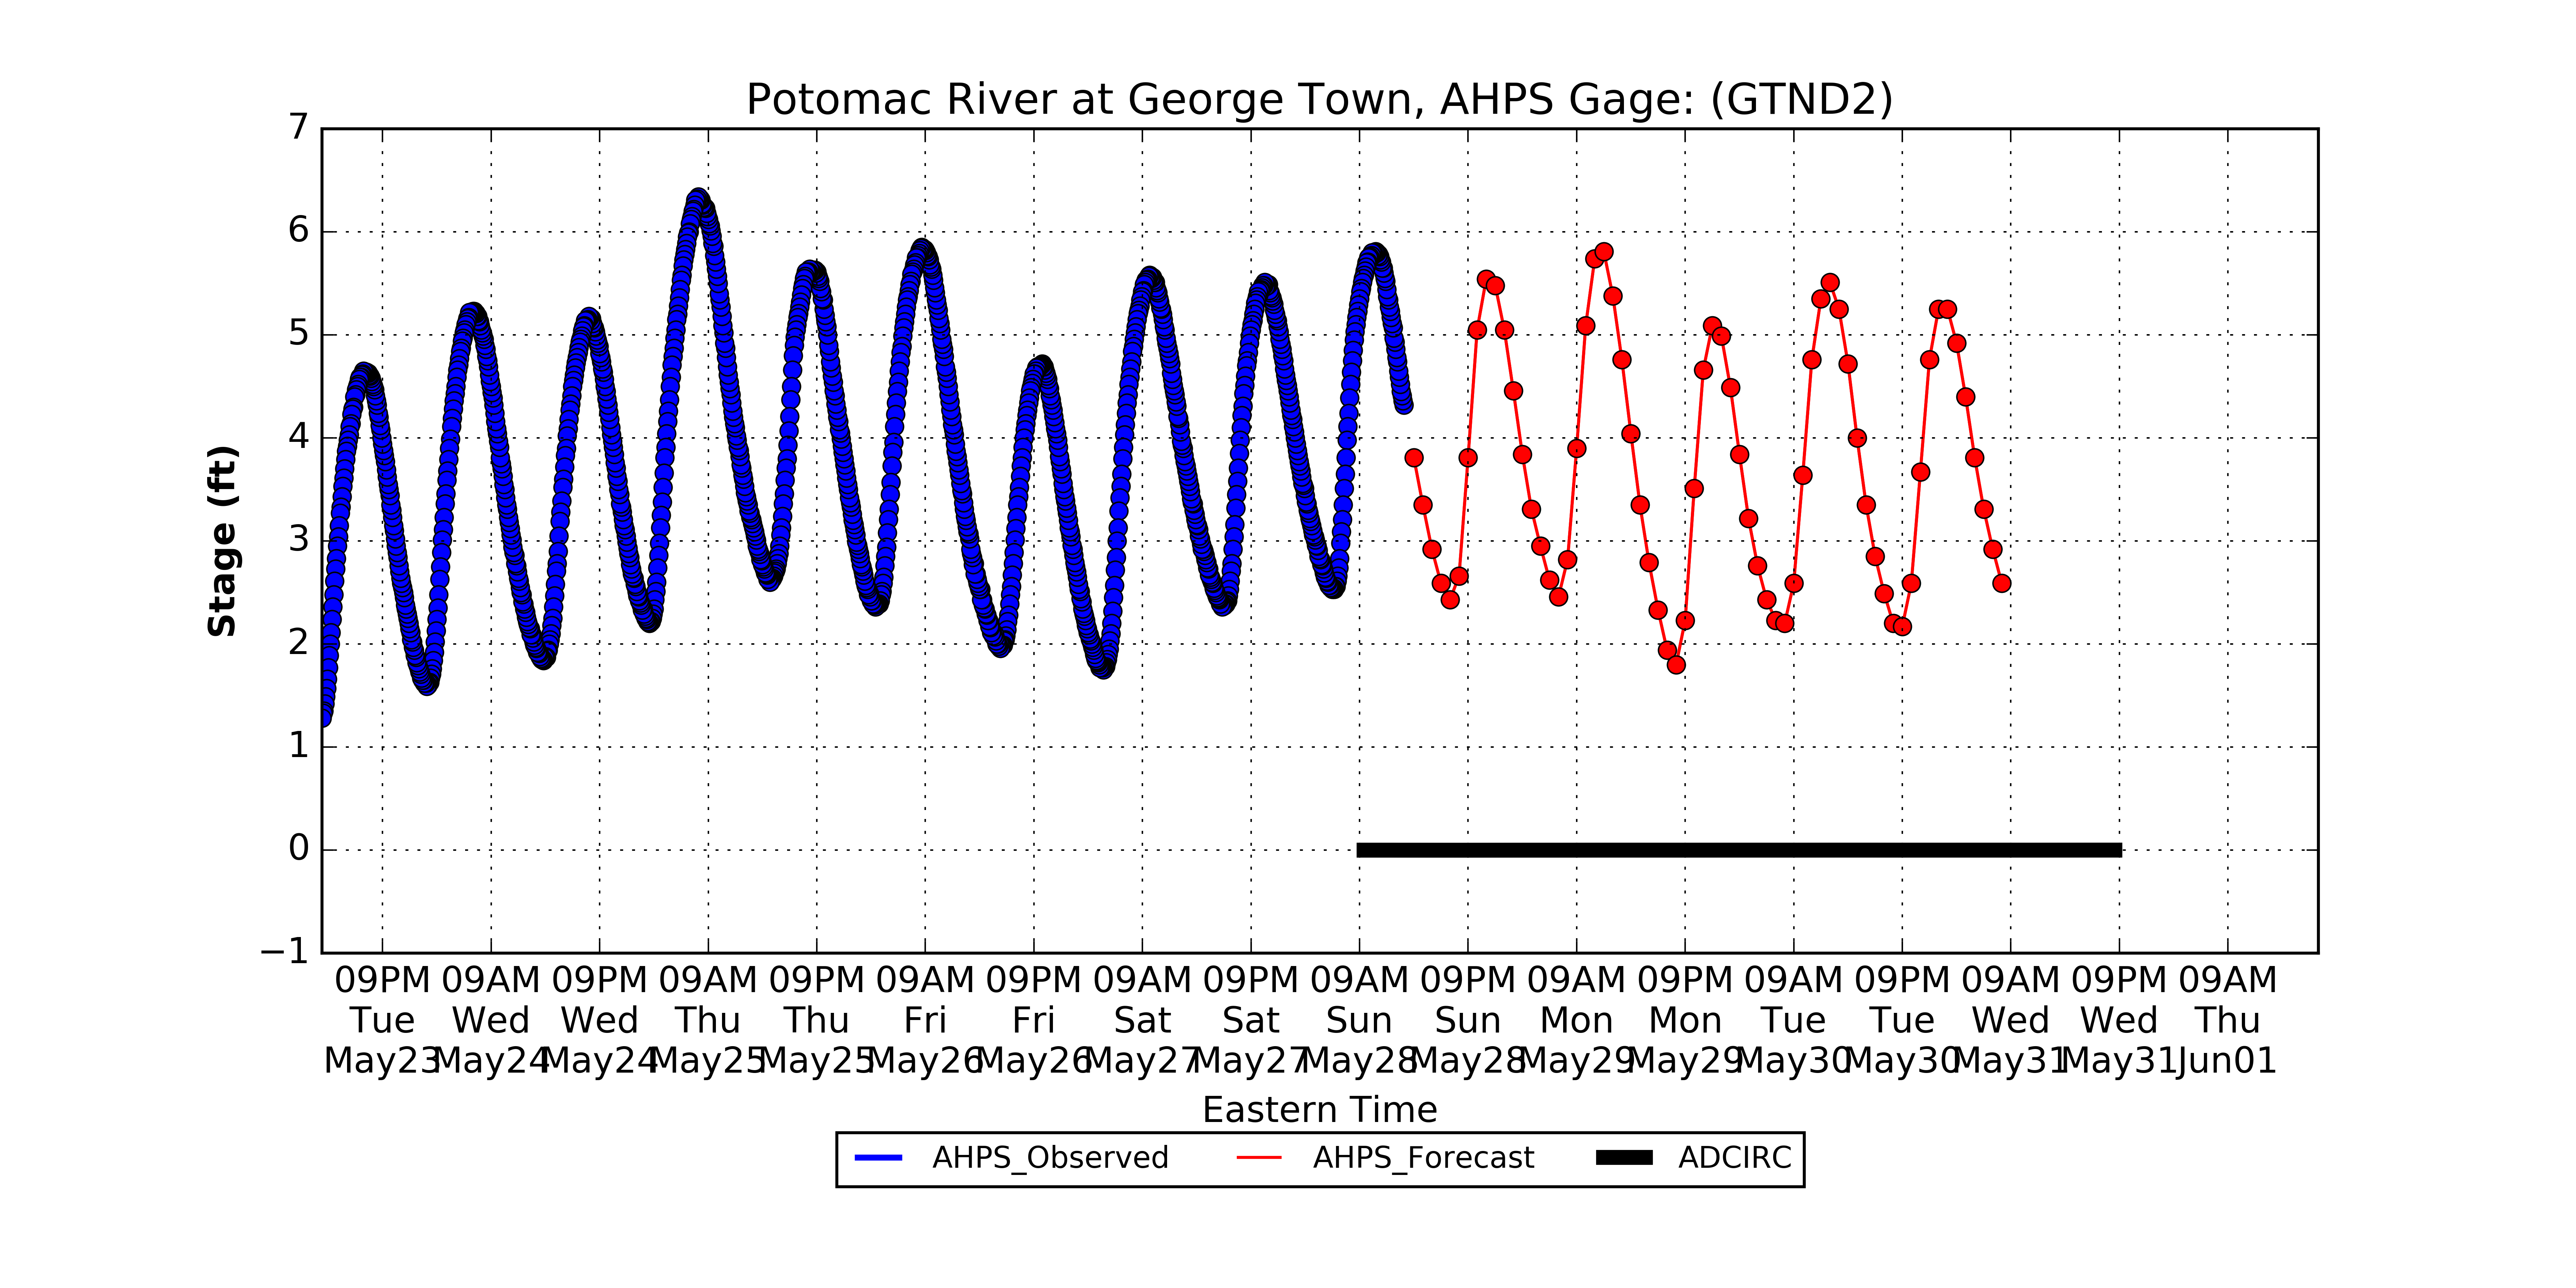 Potomac River at George Town, AHPS Gage: (GTND2)
7
6
5
4
3
2
1
0
−1
Stage (ft)
09PM 09AM 09PM 09AM 09PM 09AM 09PM 09AM 09PM 09AM 09PM 09AM 09PM 09AM 09PM 09AM 09PM 09AM
Tue Wed Wed Thu Thu Fri Fri Sat Sat Sun Sun Mon Mon Tue Tue Wed Wed Thu
May23 May24 May24 May25 May25 May26 May26 May27 May27 May28 May28 May29 May29 May30 May30 May31 May31 Jun01
Eastern Time
AHPS_Observed AHPS_Forecast ADCIRC